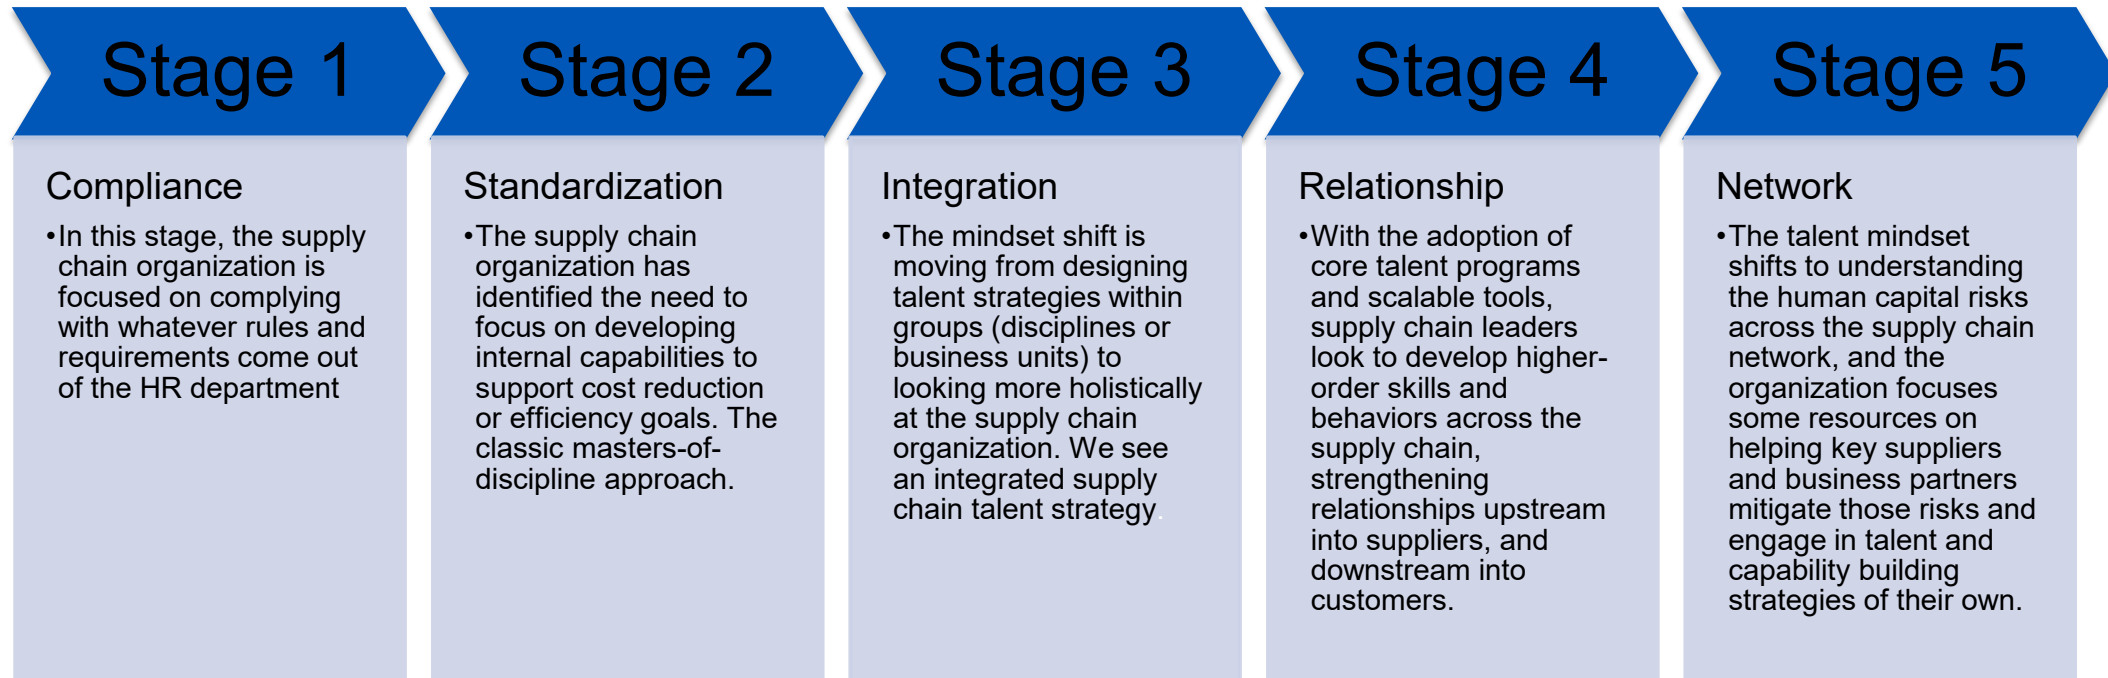 Stage 1
Stage 2
Stage 3
Stage 4
Stage 5
Compliance
•In this stage, the supply
chain organization is
focused on complying
with whatever rules and
requirements come out
of the HR department
Standardization
•The supply chain
organization has
identified the need to
focus on developing
internal capabilities to
support cost reduction
or efficiency goals. The
classic masters-of-
discipline approach.
Integration
•The mindset shift is
moving from designing
talent strategies within
groups (disciplines or
business units) to
looking more holistically
at the supply chain
organization. We see
an integrated supply
chain talent strategy.
Relationship
•With the adoption of
core talent programs
and scalable tools,
supply chain leaders
look to develop higher-
order skills and
behaviors across the
supply chain,
strengthening
relationships upstream
into suppliers, and
downstream into
customers.
Network
•The talent mindset
shifts to understanding
the human capital risks
across the supply chain
network, and the
organization focuses
some resources on
helping key suppliers
and business partners
mitigate those risks and
engage in talent and
capability building
strategies of their own.